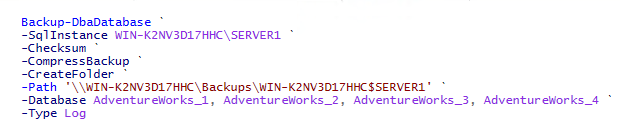 Backup-DbaDatabase `
-SqlInstance WIN-K2NV3D17HHC\SERVER1 `
-Checksum `
-CompressBackup `
-CreateFolder `
-Path '\\WIN-K2NV3D17HHC\Backups\WIN-K2NV3D17HHC$SERVER1' `
-Database AdventureWorks_1, AdventureWorks_2, AdventureWorks_3, AdventureWorks_4 `
-Type Log